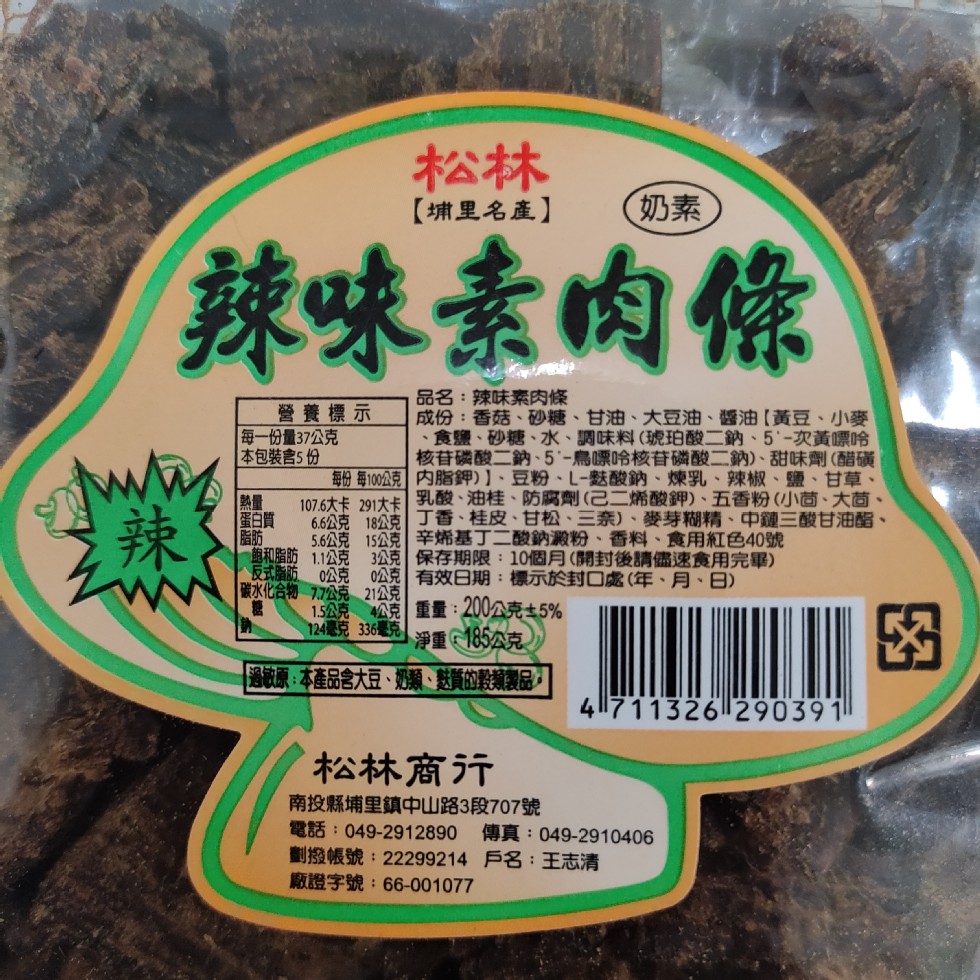 松林
【埔里名產】
奶素
辣味素肉條
辣
營養標示
每一份量37公克
本包裝含5份
每份 每100公克
熱量 107.6大卡 291大卡
蛋白質 6.6公克 18公克
脂肪 5.6公克 15公克
飽和脂肪 1.1公克 3公克
反式脂肪 0公克 0公克
碳水化合物 7.7公克 21公克
糖 1.5公克 4公克
鈉 124毫克 336毫克
品名：辣味素肉條
成份：香菇、砂糖、甘油、大豆油、醬油【黃豆、小麥
、食鹽、砂糖、水、調味料(琥珀酸二鈉、5'-次黃嘌呤
核苷磷酸二鈉、5'-鳥嘌呤核苷磷酸二鈉)、甜味劑(醋磺
內脂鉀)】、豆粉、L-麩酸鈉、煉乳、辣椒、鹽、甘草、
乳酸、油桂、防腐劑(己二烯酸鉀)、五香粉(小茴、大茴、
丁香、桂皮、甘松、三奈)、麥芽糊精、中鏈三酸甘油酯、
辛烯基丁二酸鈉澱粉、香料、食用紅色40號
保存期限：10個月(開封後請儘速食用完畢)
有效日期：標示於封口處(年、月、日)
重量：200公克±5%
淨重：185公克
過敏原：本產品含大豆、奶類、麩質的穀類製品。
4 711326 290391
松林商行
南投縣埔里鎮中山路3段707號
電話：049-2912890 傳真：049-2910406
劃撥帳號：22299214 戶名：王志清
廠證字號：66-001077